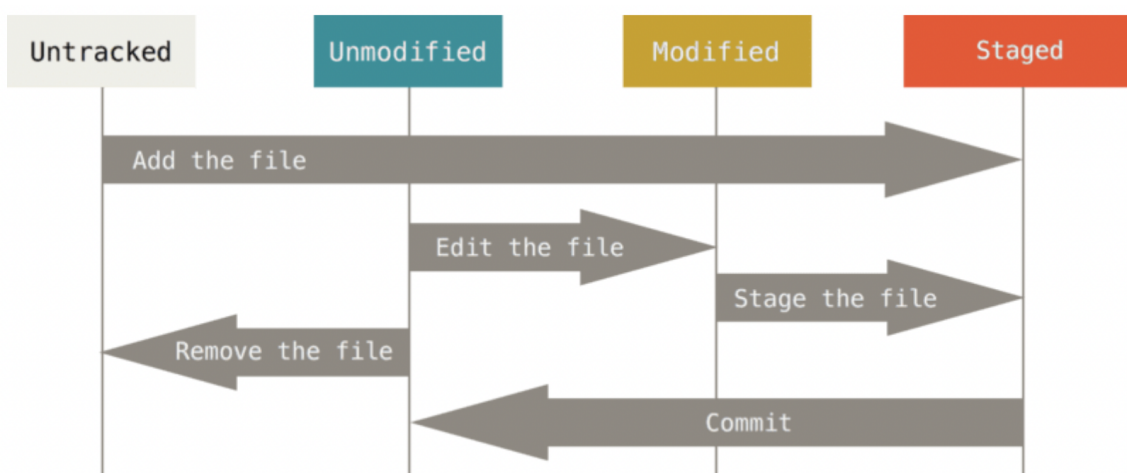 Untracked
Unmodified
Modified
Staged
Add the file
Edit the file
Stage the file
Remove the file
Commit